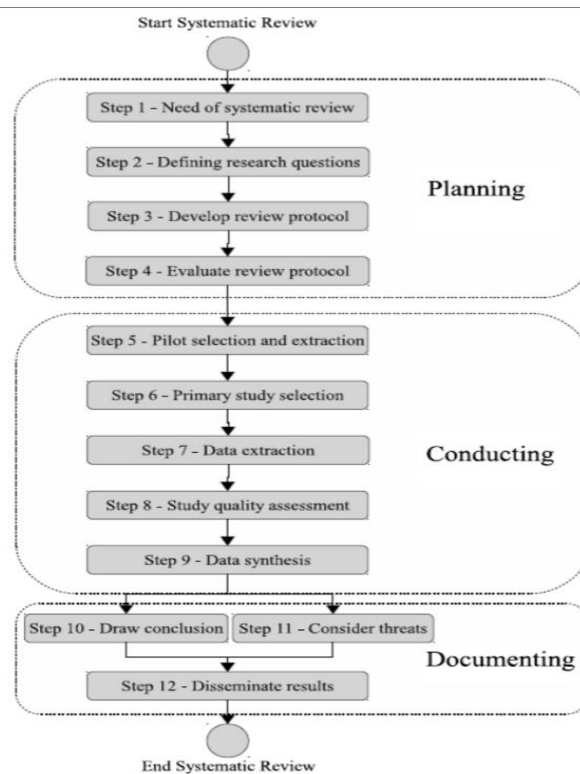 Start Systematic Review
Step 1 - Need of systematic review
Step 2 - Defining research questions
Planning
Step 3 - Develop review protocol
Step 4 - Evaluate review protocol
Step 5 - Pilot selection and extraction
Step 6 - Primary study selection
Step 7 - Data extraction
Conducting
Step 8 - Study quality assessment
Step 9 - Data synthesis
Step 10 - Draw conclusion
Step 11 - Consider threats
Documenting
Step 12 - Disseminate results
End Systematic Review